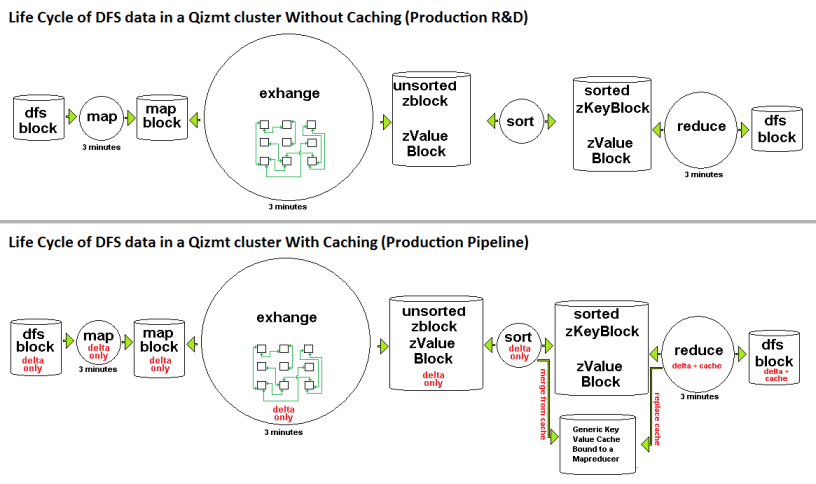 Life Cycle of DFS data in a Qizmt cluster Without Caching (Production R&D)
dfs
block
map
3 minutes
map
block
exhange
3 minutes
unsorted
zblock
zValue
Block
sort
sorted
zKeyBlock
zValue
Block
reduce
3 minutes
dfs
block
Life Cycle of DFS data in a Qizmt cluster With Caching (Production Pipeline)
dfs
block
delta
only
map
delta
only
3 minutes
map
block
delta
only
exhange
delta
only
3 minutes
unsorted
zblock
zValue
Block
delta
only
sort
delta
only
merge from cache
sorted
zKeyBlock
zValue
Block
Generic Key
Value Cache
Bound to a
Mapreducer
replace cache
reduce
delta + cache
3 minutes
dfs
block
delta +
cache